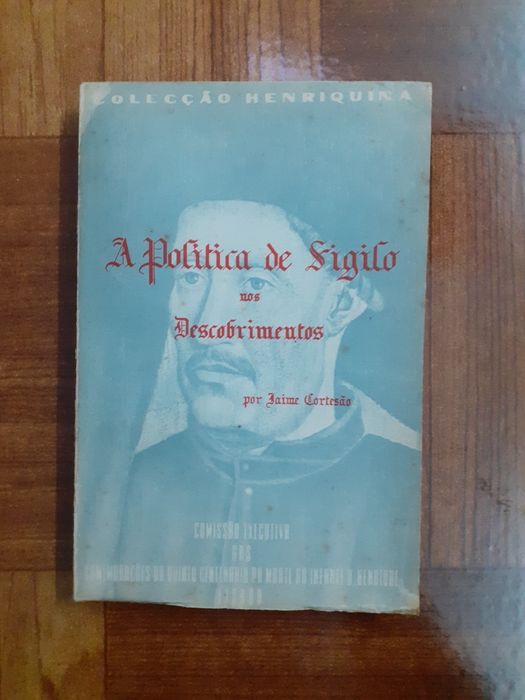 COLECÇÃO HENRIQUINA
A Política de Sigilo
nos
Descobrimentos
por Jaime Cortesão
COMISSÃO EXECUTIVA
DAS
COMEMORAÇÕES DO QUINTO CENTENÁRIO DA MORTE DO INFANTE D. HENRIQUE
LISBOA